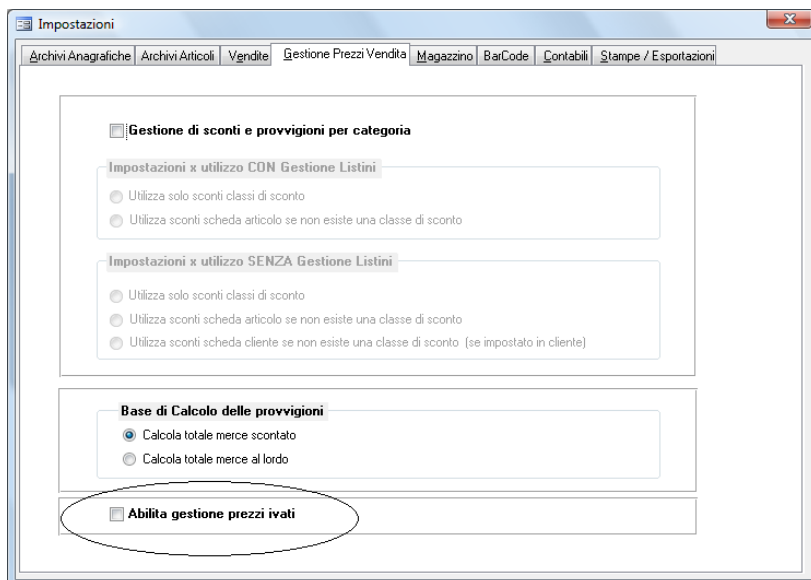 Impostazioni
Archivi Anagrafiche Archivi Articoli Vendite Gestione Prezzi Vendita Magazzino BarCode Contabili Stampe / Esportazioni
Gestione di sconti e provvigioni per categoria
Impostazioni x utilizzo CON Gestione Listini
Utilizza solo sconti classi di sconto
Utilizza sconti scheda articolo se non esiste una classe di sconto
Impostazioni x utilizzo SENZA Gestione Listini
Utilizza solo sconti classi di sconto
Utilizza sconti scheda articolo se non esiste una classe di sconto
Utilizza sconti scheda cliente se non esiste una classe di sconto (se impostato in cliente)
Base di Calcolo delle provvigioni
Calcola totale merce scontato
Calcola totale merce al lordo
Abilita gestione prezzi ivati